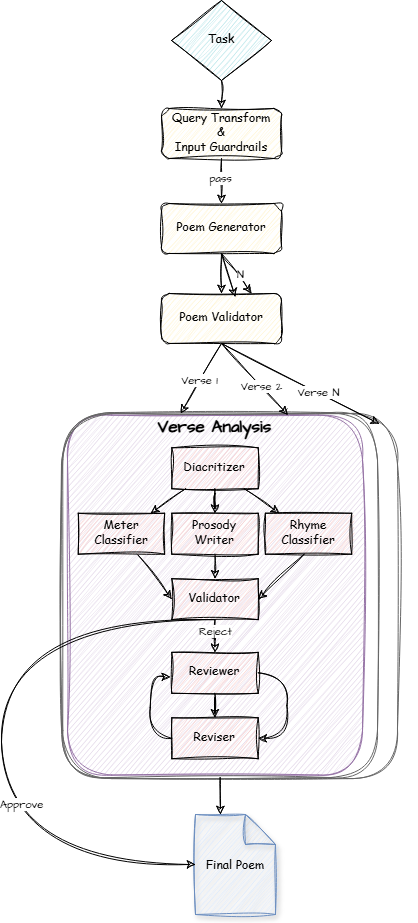 Task
Query Transform
&
Input Guardrails
pass
Poem Generator
N
Poem Validator
Verse 1
Verse 2
Verse N
Verse Analysis
Diacritizer
Meter
Classifier
Prosody
Writer
Rhyme
Classifier
Validator
Reject
Reviewer
Reviser
Approve
Final Poem